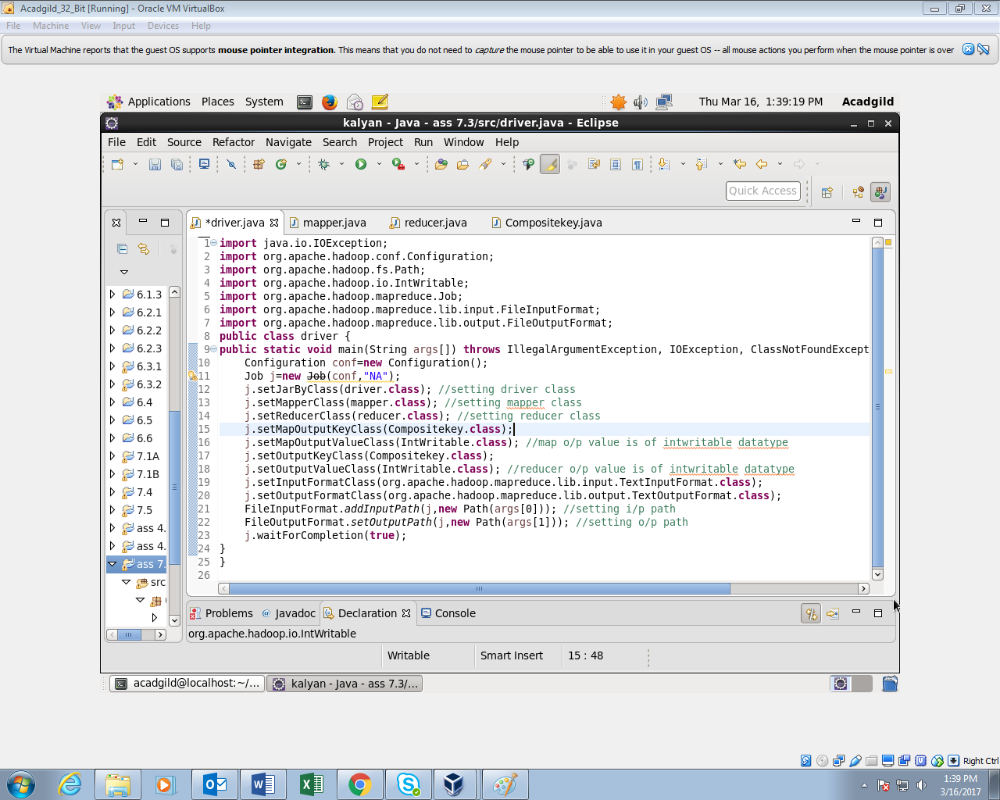 Acadgild_32_Bit [Running] - Oracle VM VirtualBox
File Machine View Input Devices Help
The Virtual Machine reports that the guest OS supports mouse pointer integration. This means that you do not need to capture the mouse pointer to be able to use it in your guest OS -- all mouse actions you perform when the mouse pointer is over
Applications Places System Thu Mar 16, 1:39:19 PM Acadgild
kalyan - Java - ass 7.3/src/driver.java - Eclipse
File Edit Source Refactor Navigate Search Project Run Window Help
Quick Access
*driver.java mapper.java reducer.java Compositekey.java
6.1.3
6.2.1
6.2.2
6.2.3
6.3.1
6.3.2
6.4
6.5
6.6
7.1A
7.1B
7.4
7.5
ass 4.
ass 4.
ass 7.
src
1 import java.io.IOException;
2 import org.apache.hadoop.conf.Configuration;
3 import org.apache.hadoop.fs.Path;
4 import org.apache.hadoop.io.IntWritable;
5 import org.apache.hadoop.mapreduce.Job;
6 import org.apache.hadoop.mapreduce.lib.input.FileInputFormat;
7 import org.apache.hadoop.mapreduce.lib.output.FileOutputFormat;
8 public class driver {
9 public static void main(String args[]) throws IllegalArgumentException, IOException, ClassNotFoundExcept
10 Configuration conf=new Configuration();
11 Job j=new Job(conf,"NA");
12 j.setJarByClass(driver.class); //setting driver class
13 j.setMapperClass(mapper.class); //setting mapper class
14 j.setReducerClass(reducer.class); //setting reducer class
15 j.setMapOutputKeyClass(Compositekey.class);
16 j.setMapOutputValueClass(IntWritable.class); //map o/p value is of intwritable datatype
17 j.setOutputKeyClass(Compositekey.class);
18 j.setOutputValueClass(IntWritable.class); //reducer o/p value is of intwritable datatype
19 j.setInputFormatClass(org.apache.hadoop.mapreduce.lib.input.TextInputFormat.class);
20 j.setOutputFormatClass(org.apache.hadoop.mapreduce.lib.output.TextOutputFormat.class);
21 FileInputFormat.addInputPath(j,new Path(args[0])); //setting i/p path
22 FileOutputFormat.setOutputPath(j,new Path(args[1])); //setting o/p path
23 j.waitForCompletion(true);
24 }
25 }
26
Problems Javadoc Declaration Console
org.apache.hadoop.io.IntWritable
Writable Smart Insert 15 : 48
acadgild@localhost:~/... kalyan - Java - ass 7.3/...
Right Ctrl
1:39 PM
3/16/2017